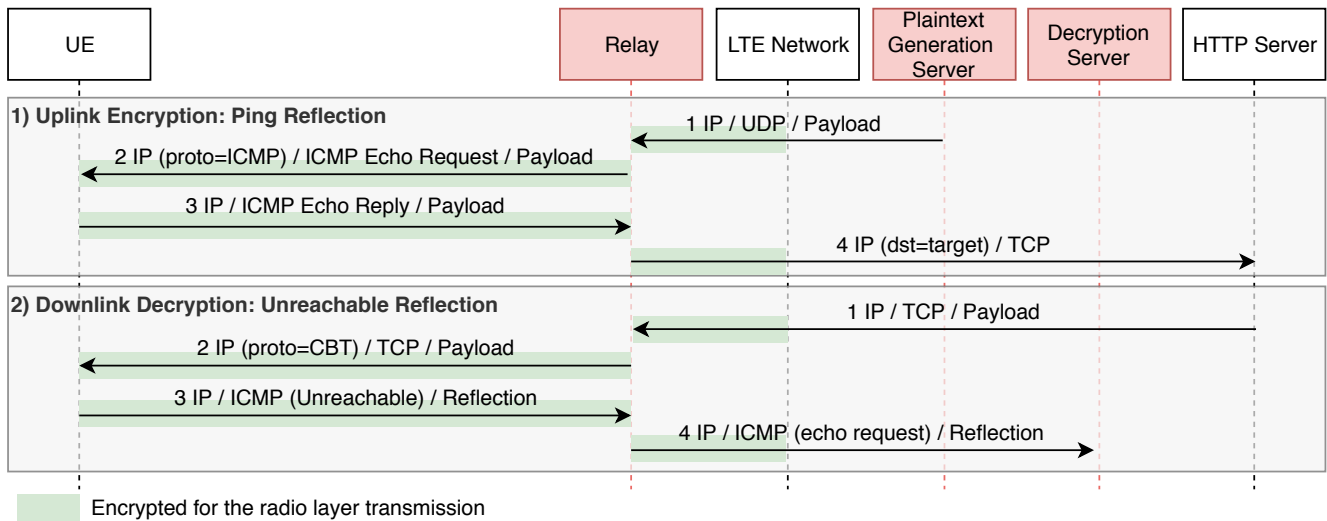 UE
Relay
LTE Network
Plaintext
Generation
Server
Decryption
Server
HTTP Server
1) Uplink Encryption: Ping Reflection
1 IP / UDP / Payload
2 IP (proto=ICMP) / ICMP Echo Request / Payload
3 IP / ICMP Echo Reply / Payload
4 IP (dst=target) / TCP
2) Downlink Decryption: Unreachable Reflection
1 IP / TCP / Payload
2 IP (proto=CBT) / TCP / Payload
3 IP / ICMP (Unreachable) / Reflection
4 IP / ICMP (echo request) / Reflection
Encrypted for the radio layer transmission